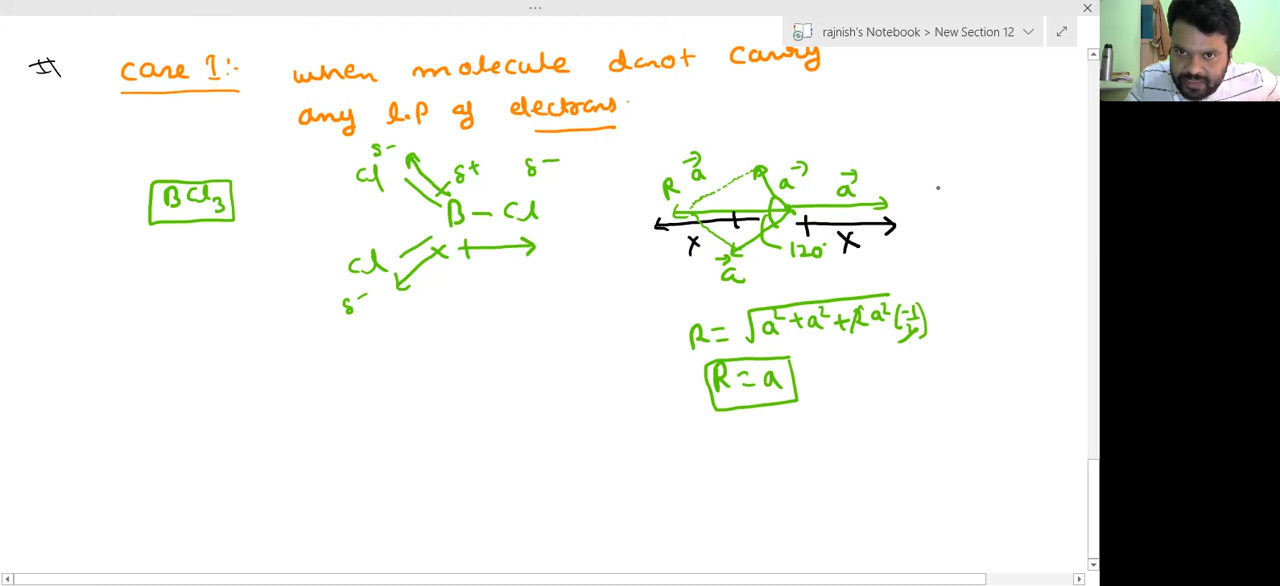 rajnish's Notebook > New Section 12
# Case I:- when molecule donot carry
any l.p of electrons.
BCl3
Cl δ-
B δ+
— Cl δ-
Cl δ-
R
a⃗
a⃗
a⃗
a⃗
120°
x
x
R = √a² + a² + 2a²(-1/2)
R = a